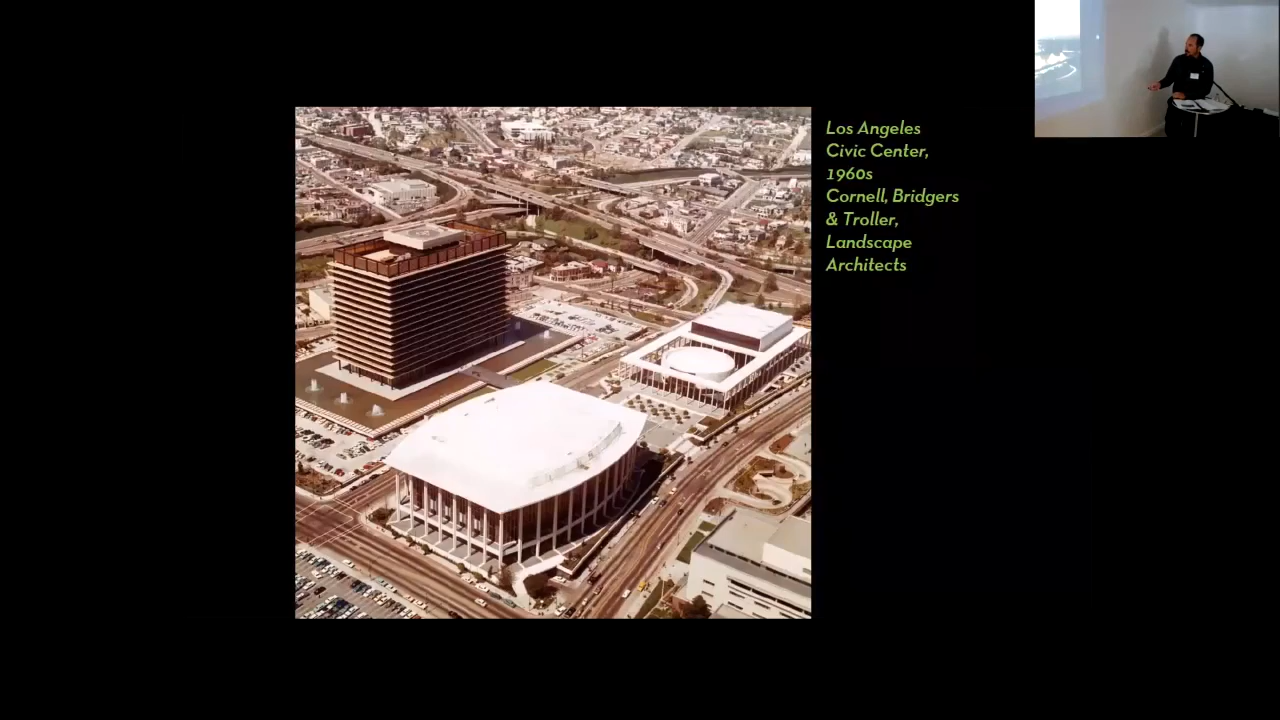 Los Angeles
Civic Center,
1960s
Cornell, Bridgers
& Troller,
Landscape
Architects